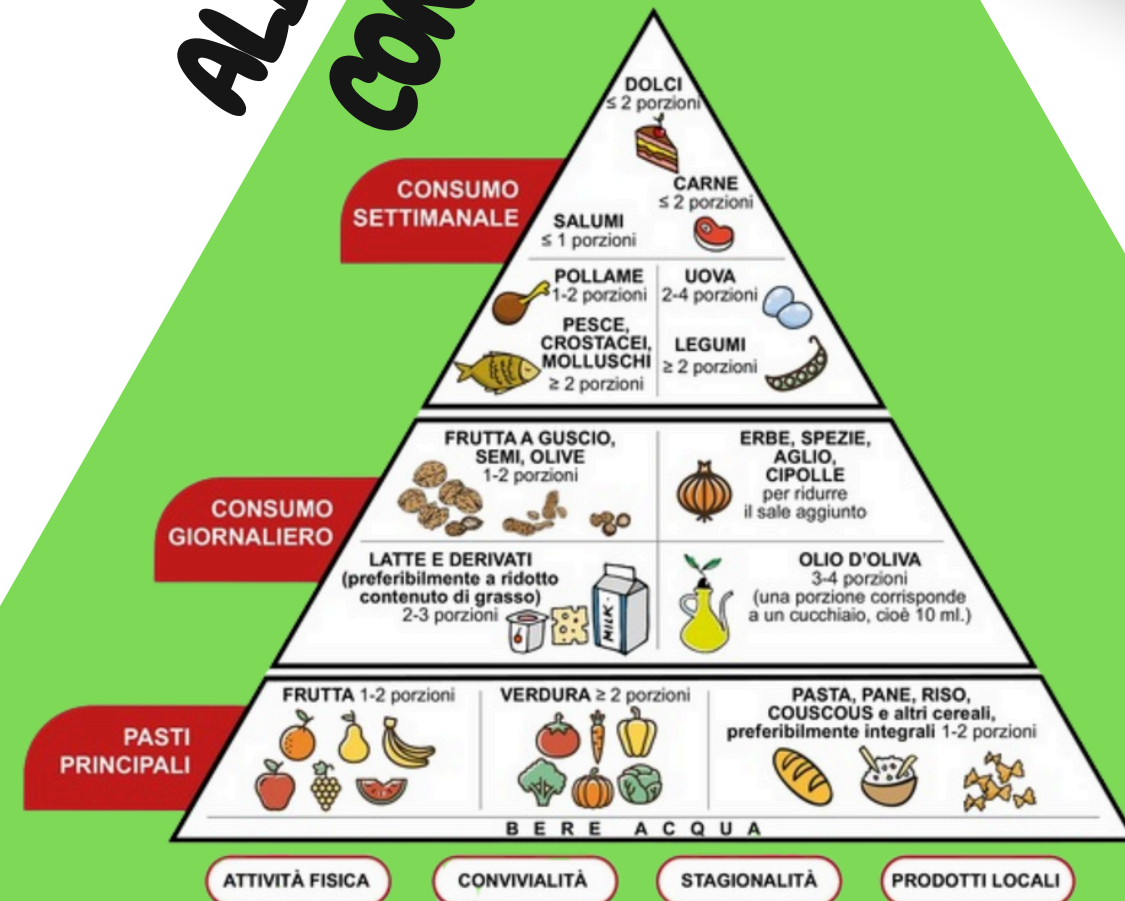 DOLCI
≤ 2 porzioni
CARNE
≤ 2 porzioni
SALUMI
≤ 1 porzioni
CONSUMO
SETTIMANALE
POLLAME
1-2 porzioni
UOVA
2-4 porzioni
PESCE,
CROSTACEI,
MOLLUSCHI
≥ 2 porzioni
LEGUMI
≥ 2 porzioni
CONSUMO
GIORNALIERO
FRUTTA A GUSCIO,
SEMI, OLIVE
1-2 porzioni
ERBE, SPEZIE,
AGLIO,
CIPOLLE
per ridurre
il sale aggiunto
LATTE E DERIVATI
(preferibilmente a ridotto
contenuto di grasso)
2-3 porzioni
MILK
OLIO D'OLIVA
3-4 porzioni
(una porzione corrisponde
a un cucchiaio, cioè 10 ml.)
PASTI
PRINCIPALI
FRUTTA 1-2 porzioni
VERDURA ≥ 2 porzioni
PASTA, PANE, RISO,
COUSCOUS e altri cereali,
preferibilmente integrali 1-2 porzioni
BERE ACQUA
ATTIVITÀ FISICA
CONVIVIALITÀ
STAGIONALITÀ
PRODOTTI LOCALI